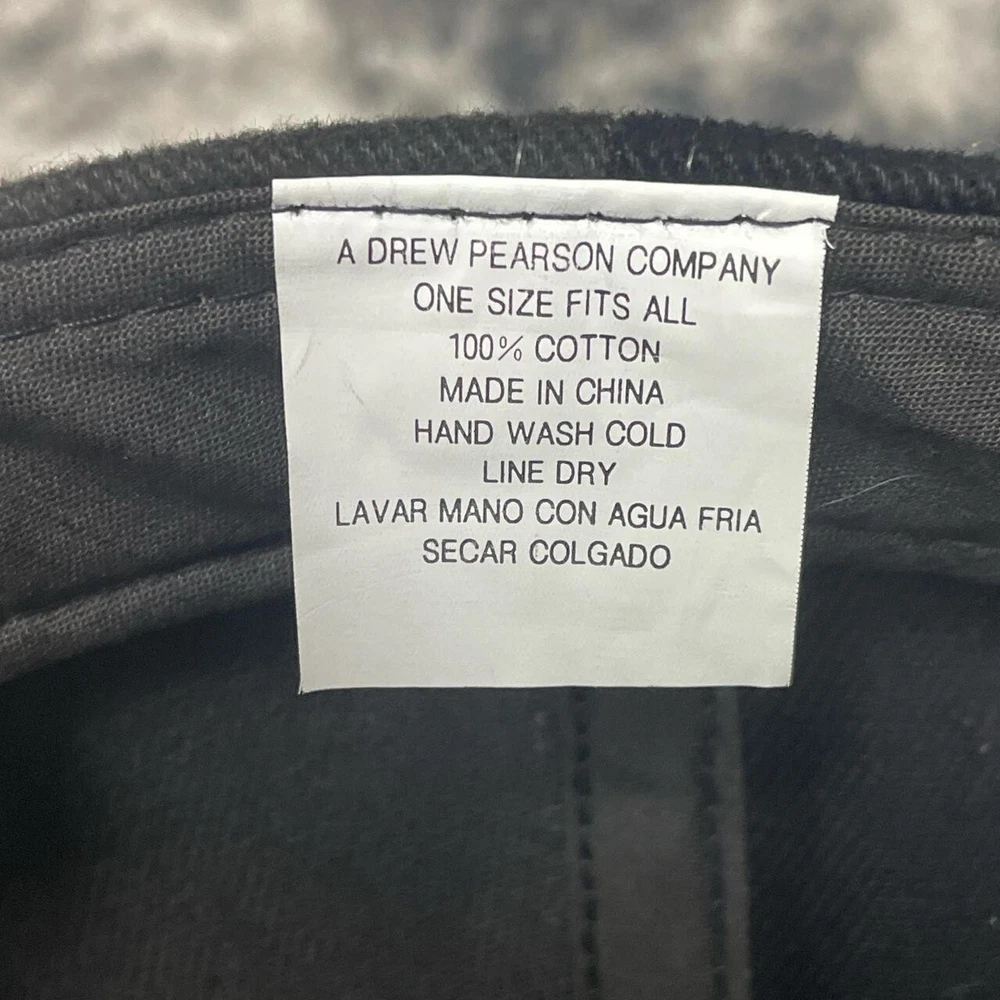 A DREW PEARSON COMPANY
ONE SIZE FITS ALL
100% COTTON
MADE IN CHINA
HAND WASH COLD
LINE DRY
LAVAR MANO CON AGUA FRIA
SECAR COLGADO